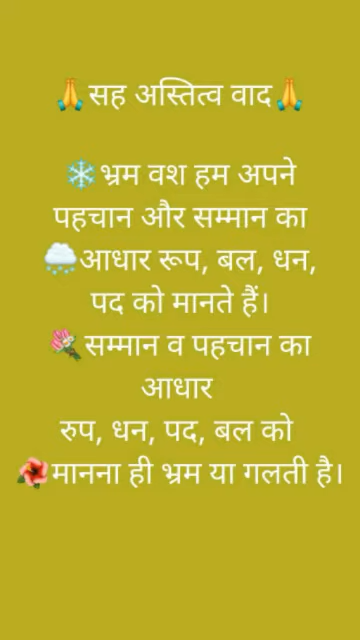 🙏सह अस्तित्व वाद🙏
❄️भ्रम वश हम अपने
पहचान और सम्मान का
🌨️आधार रूप, बल, धन,
पद को मानते हैं।
💐सम्मान व पहचान का
आधार
रुप, धन, पद, बल को
🌺मानना ही भ्रम या गलती है।